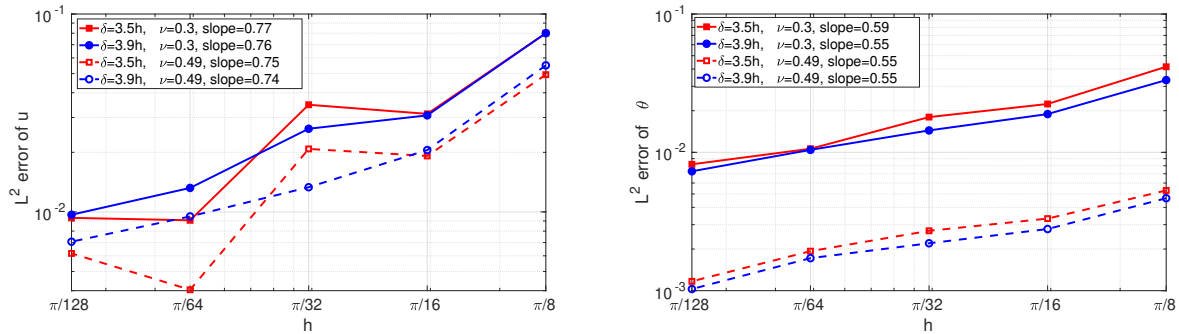 δ=3.5h, ν=0.3, slope=0.77
δ=3.9h, ν=0.3, slope=0.76
δ=3.5h, ν=0.49, slope=0.75
δ=3.9h, ν=0.49, slope=0.74
10⁻¹
10⁻²
L² error of u
π/128 π/64 π/32 π/16 π/8
h
δ=3.5h, ν=0.3, slope=0.59
δ=3.9h, ν=0.3, slope=0.55
δ=3.5h, ν=0.49, slope=0.55
δ=3.9h, ν=0.49, slope=0.55
10⁻¹
10⁻²
10⁻³
L² error of θ
π/128 π/64 π/32 π/16 π/8
h